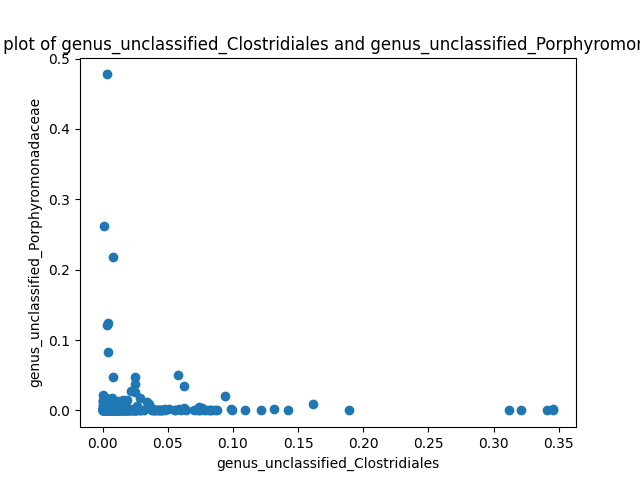 plot of genus_unclassified_Clostridiales and genus_unclassified_Porphyromon
0.5
0.4
0.3
0.2
0.1
0.0
genus_unclassified_Porphyromonadaceae
0.00 0.05 0.10 0.15 0.20 0.25 0.30 0.35
genus_unclassified_Clostridiales